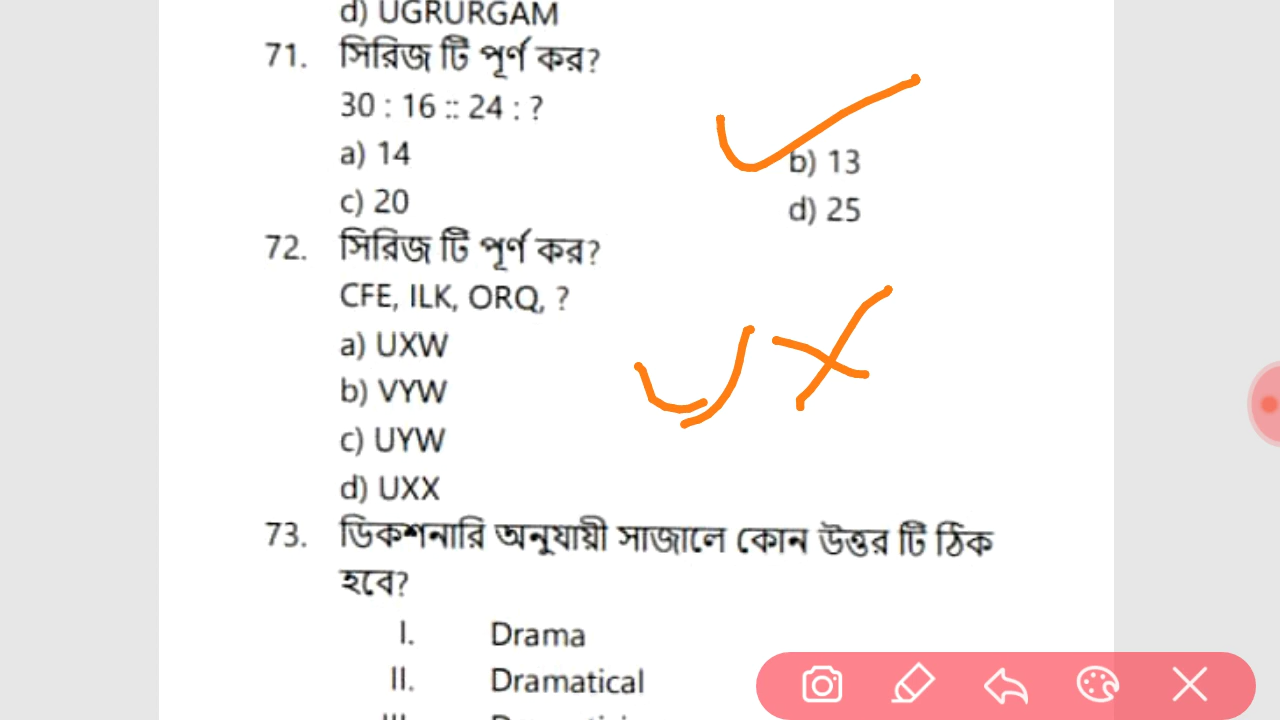 d) UGRURGAM
71. সিরিজ টি পূর্ণ কর?
30 : 16 :: 24 : ?
a) 14 b) 13
c) 20 d) 25
72. সিরিজ টি পূর্ণ কর?
CFE, ILK, ORQ, ?
a) UXW
b) VYW
c) UYW
d) UXX
UX
73. ডিকশনারি অনুযায়ী সাজালে কোন উত্তর টি ঠিক
হবে?
I. Drama
II. Dramatical